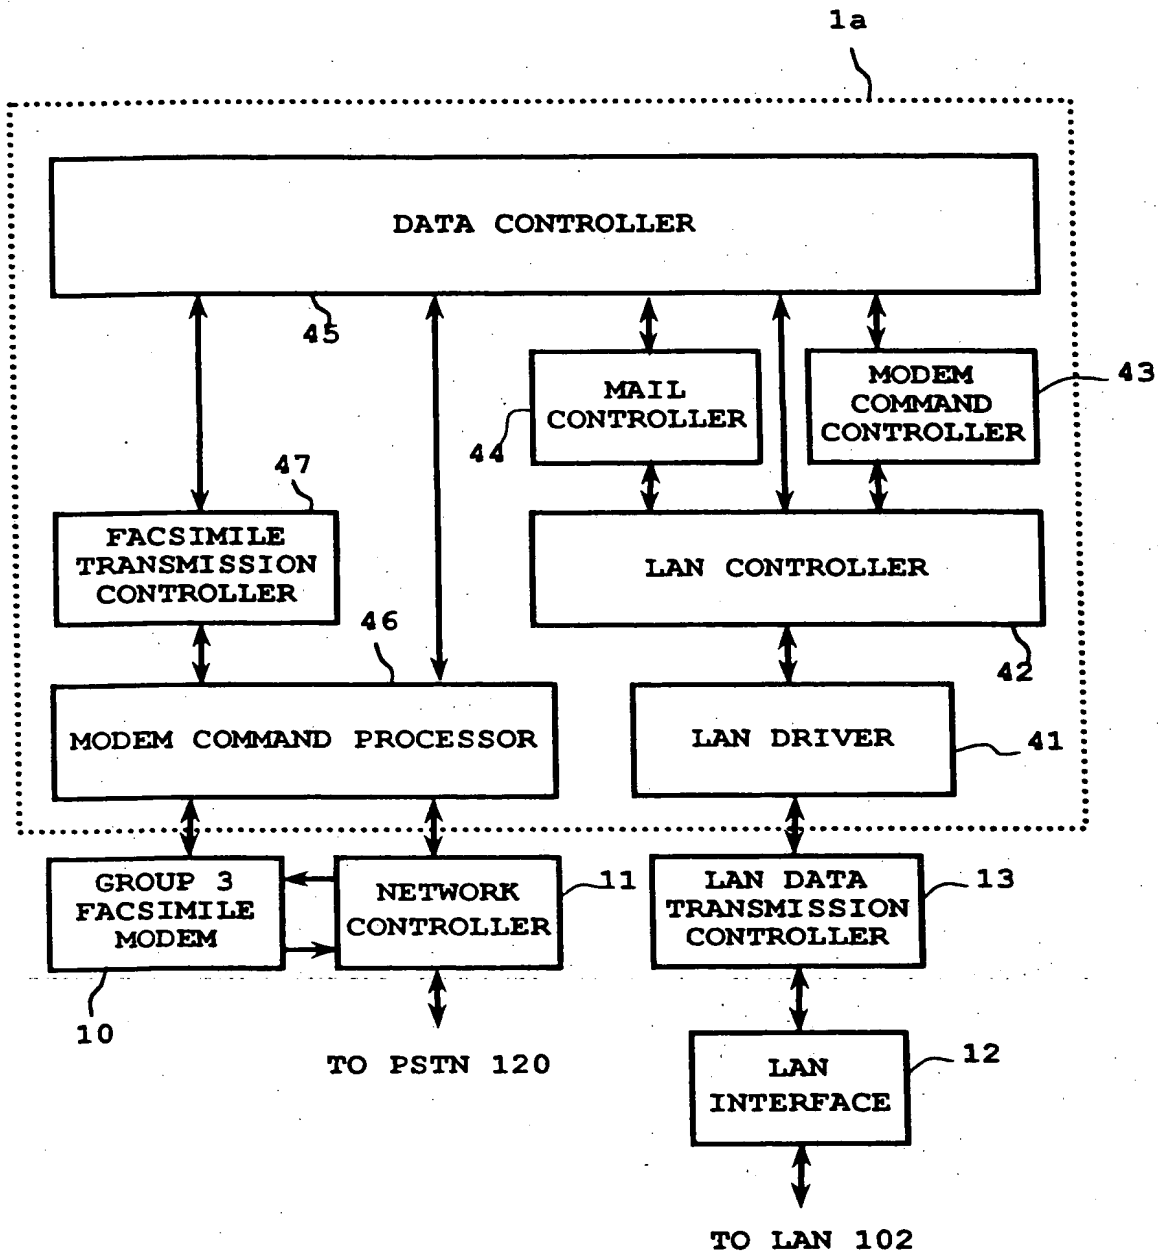 1a
DATA CONTROLLER
45
MAIL
CONTROLLER
44
MODEM
COMMAND
CONTROLLER
43
47
FACSIMILE
TRANSMISSION
CONTROLLER
LAN CONTROLLER
42
46
MODEM COMMAND PROCESSOR
LAN DRIVER
41
GROUP 3
FACSIMILE
MODEM
10
NETWORK
CONTROLLER
11
LAN DATA
TRANSMISSION
CONTROLLER
13
TO PSTN 120
LAN
INTERFACE
12
TO LAN 102